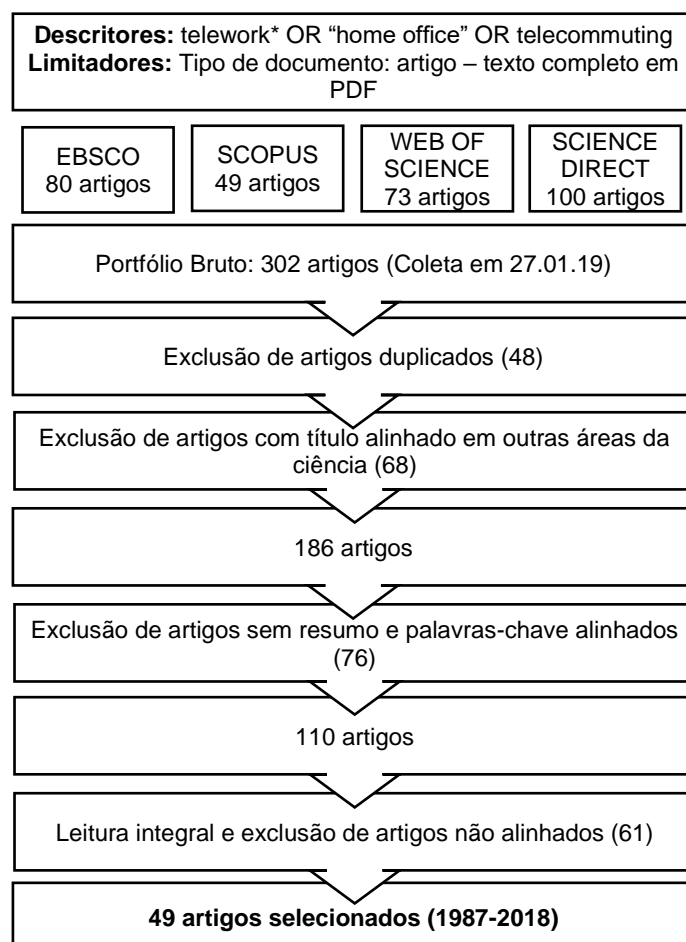 Descritores: telework* OR “home office” OR telecommuting
Limitadores: Tipo de documento: artigo – texto completo em
PDF
EBSCO
80 artigos
SCOPUS
49 artigos
WEB OF
SCIENCE
73 artigos
SCIENCE
DIRECT
100 artigos
Portfólio Bruto: 302 artigos (Coleta em 27.01.19)
Exclusão de artigos duplicados (48)
Exclusão de artigos com título alinhado em outras áreas da
ciência (68)
186 artigos
Exclusão de artigos sem resumo e palavras-chave alinhados
(76)
110 artigos
Leitura integral e exclusão de artigos não alinhados (61)
49 artigos selecionados (1987-2018)